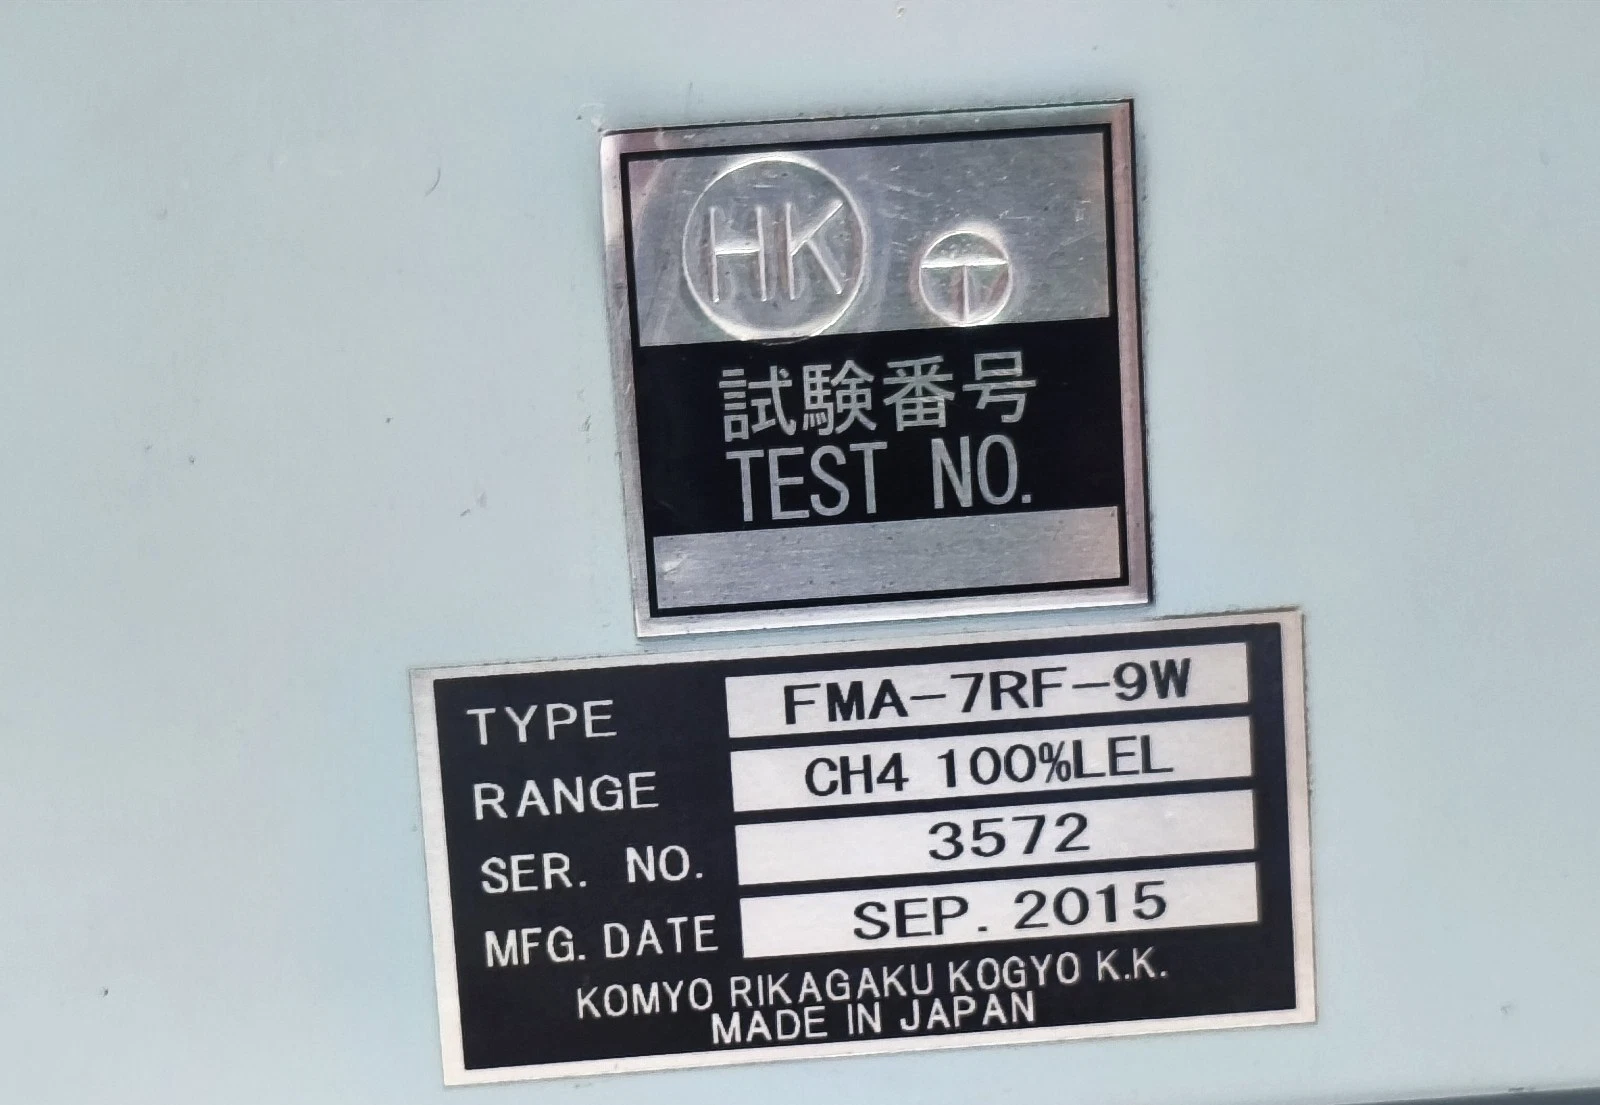 HK T
試験番号
TEST NO.
TYPE FMA-7RF-9W
RANGE CH4 100%LEL
SER. NO. 3572
MFG. DATE SEP. 2015
KOMYO RIKAGAKU KOGYO K.K.
MADE IN JAPAN